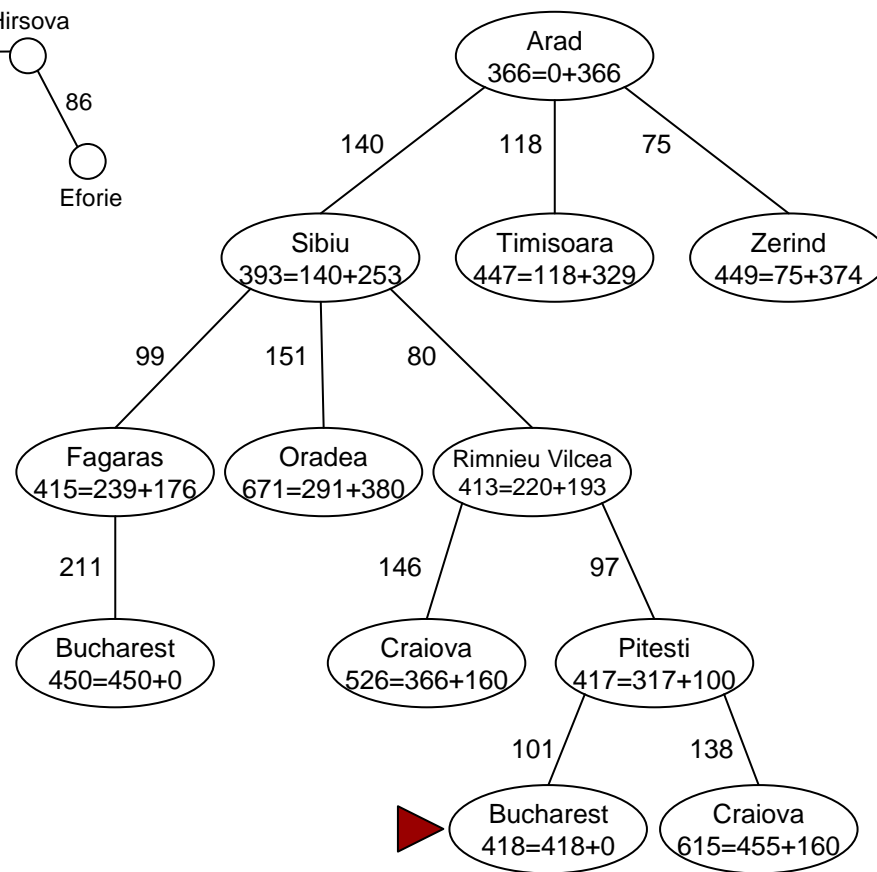 Hirsova
86
Eforie
Arad
366=0+366
140
118
75
Sibiu
393=140+253
Timisoara
447=118+329
Zerind
449=75+374
99
151
80
Fagaras
415=239+176
Oradea
671=291+380
Rimnieu Vilcea
413=220+193
211
146
97
Bucharest
450=450+0
Craiova
526=366+160
Pitesti
417=317+100
101
138
Bucharest
418=418+0
Craiova
615=455+160